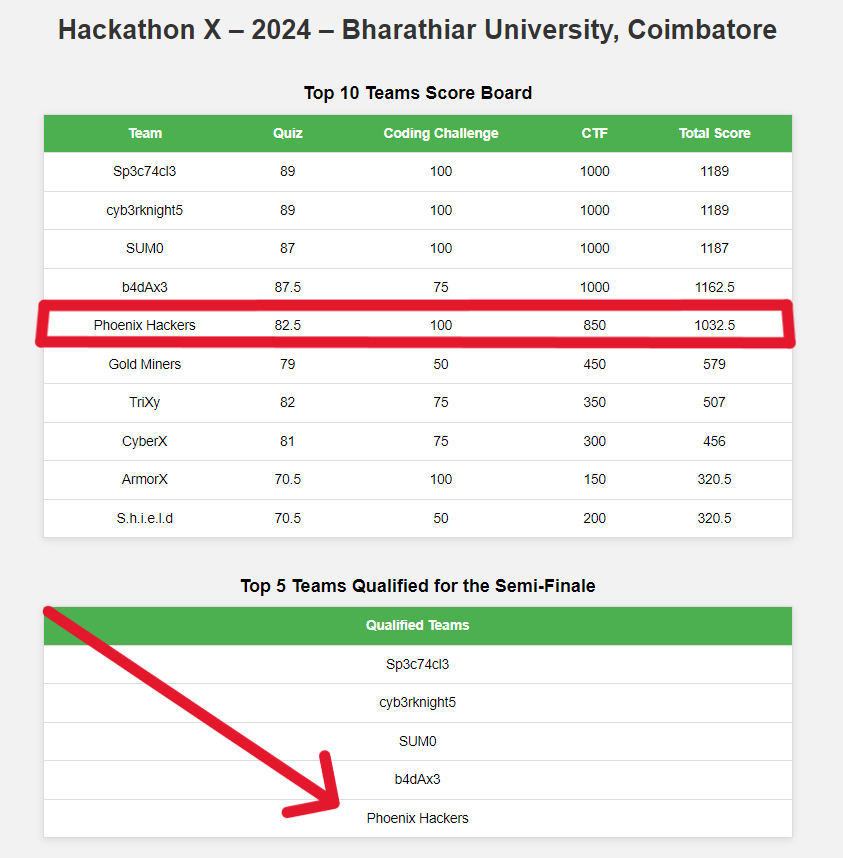 Hackathon X – 2024 – Bharathiar University, Coimbatore
Top 10 Teams Score Board
Team Quiz Coding Challenge CTF Total Score
Sp3c74cl3 89 100 1000 1189
cyb3rknight5 89 100 1000 1189
SUM0 87 100 1000 1187
b4dAx3 87.5 75 1000 1162.5
Phoenix Hackers 82.5 100 850 1032.5
Gold Miners 79 50 450 579
TriXy 82 75 350 507
CyberX 81 75 300 456
ArmorX 70.5 100 150 320.5
S.h.i.e.l.d 70.5 50 200 320.5
Top 5 Teams Qualified for the Semi-Finale
Qualified Teams
Sp3c74cl3
cyb3rknight5
SUM0
b4dAx3
Phoenix Hackers